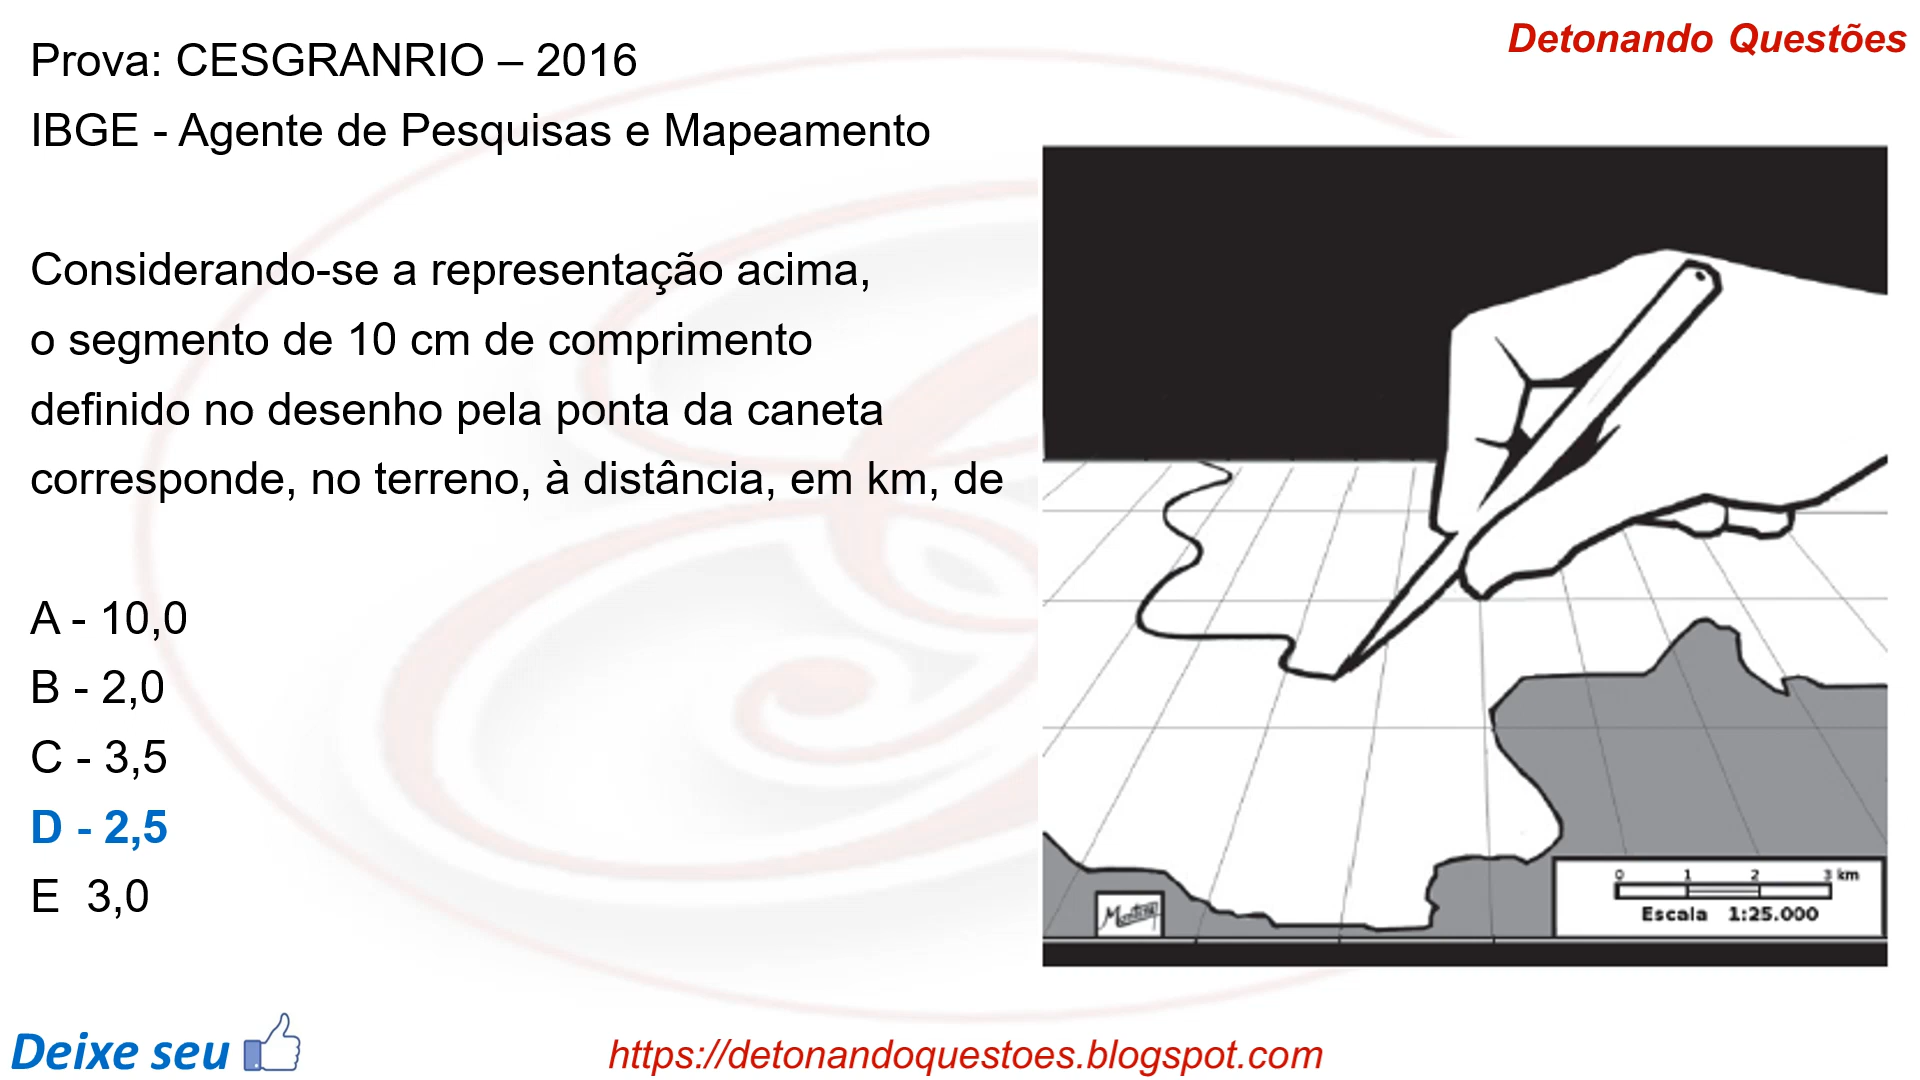 Detonando Questões
Prova: CESGRANRIO – 2016
IBGE - Agente de Pesquisas e Mapeamento
Considerando-se a representação acima,
o segmento de 10 cm de comprimento
definido no desenho pela ponta da caneta
corresponde, no terreno, à distância, em km, de
A - 10,0
B - 2,0
C - 3,5
D - 2,5
E 3,0
0 1 2 3 km
Escala 1:25.000
Deixe seu
https://detonandoquestoes.blogspot.com